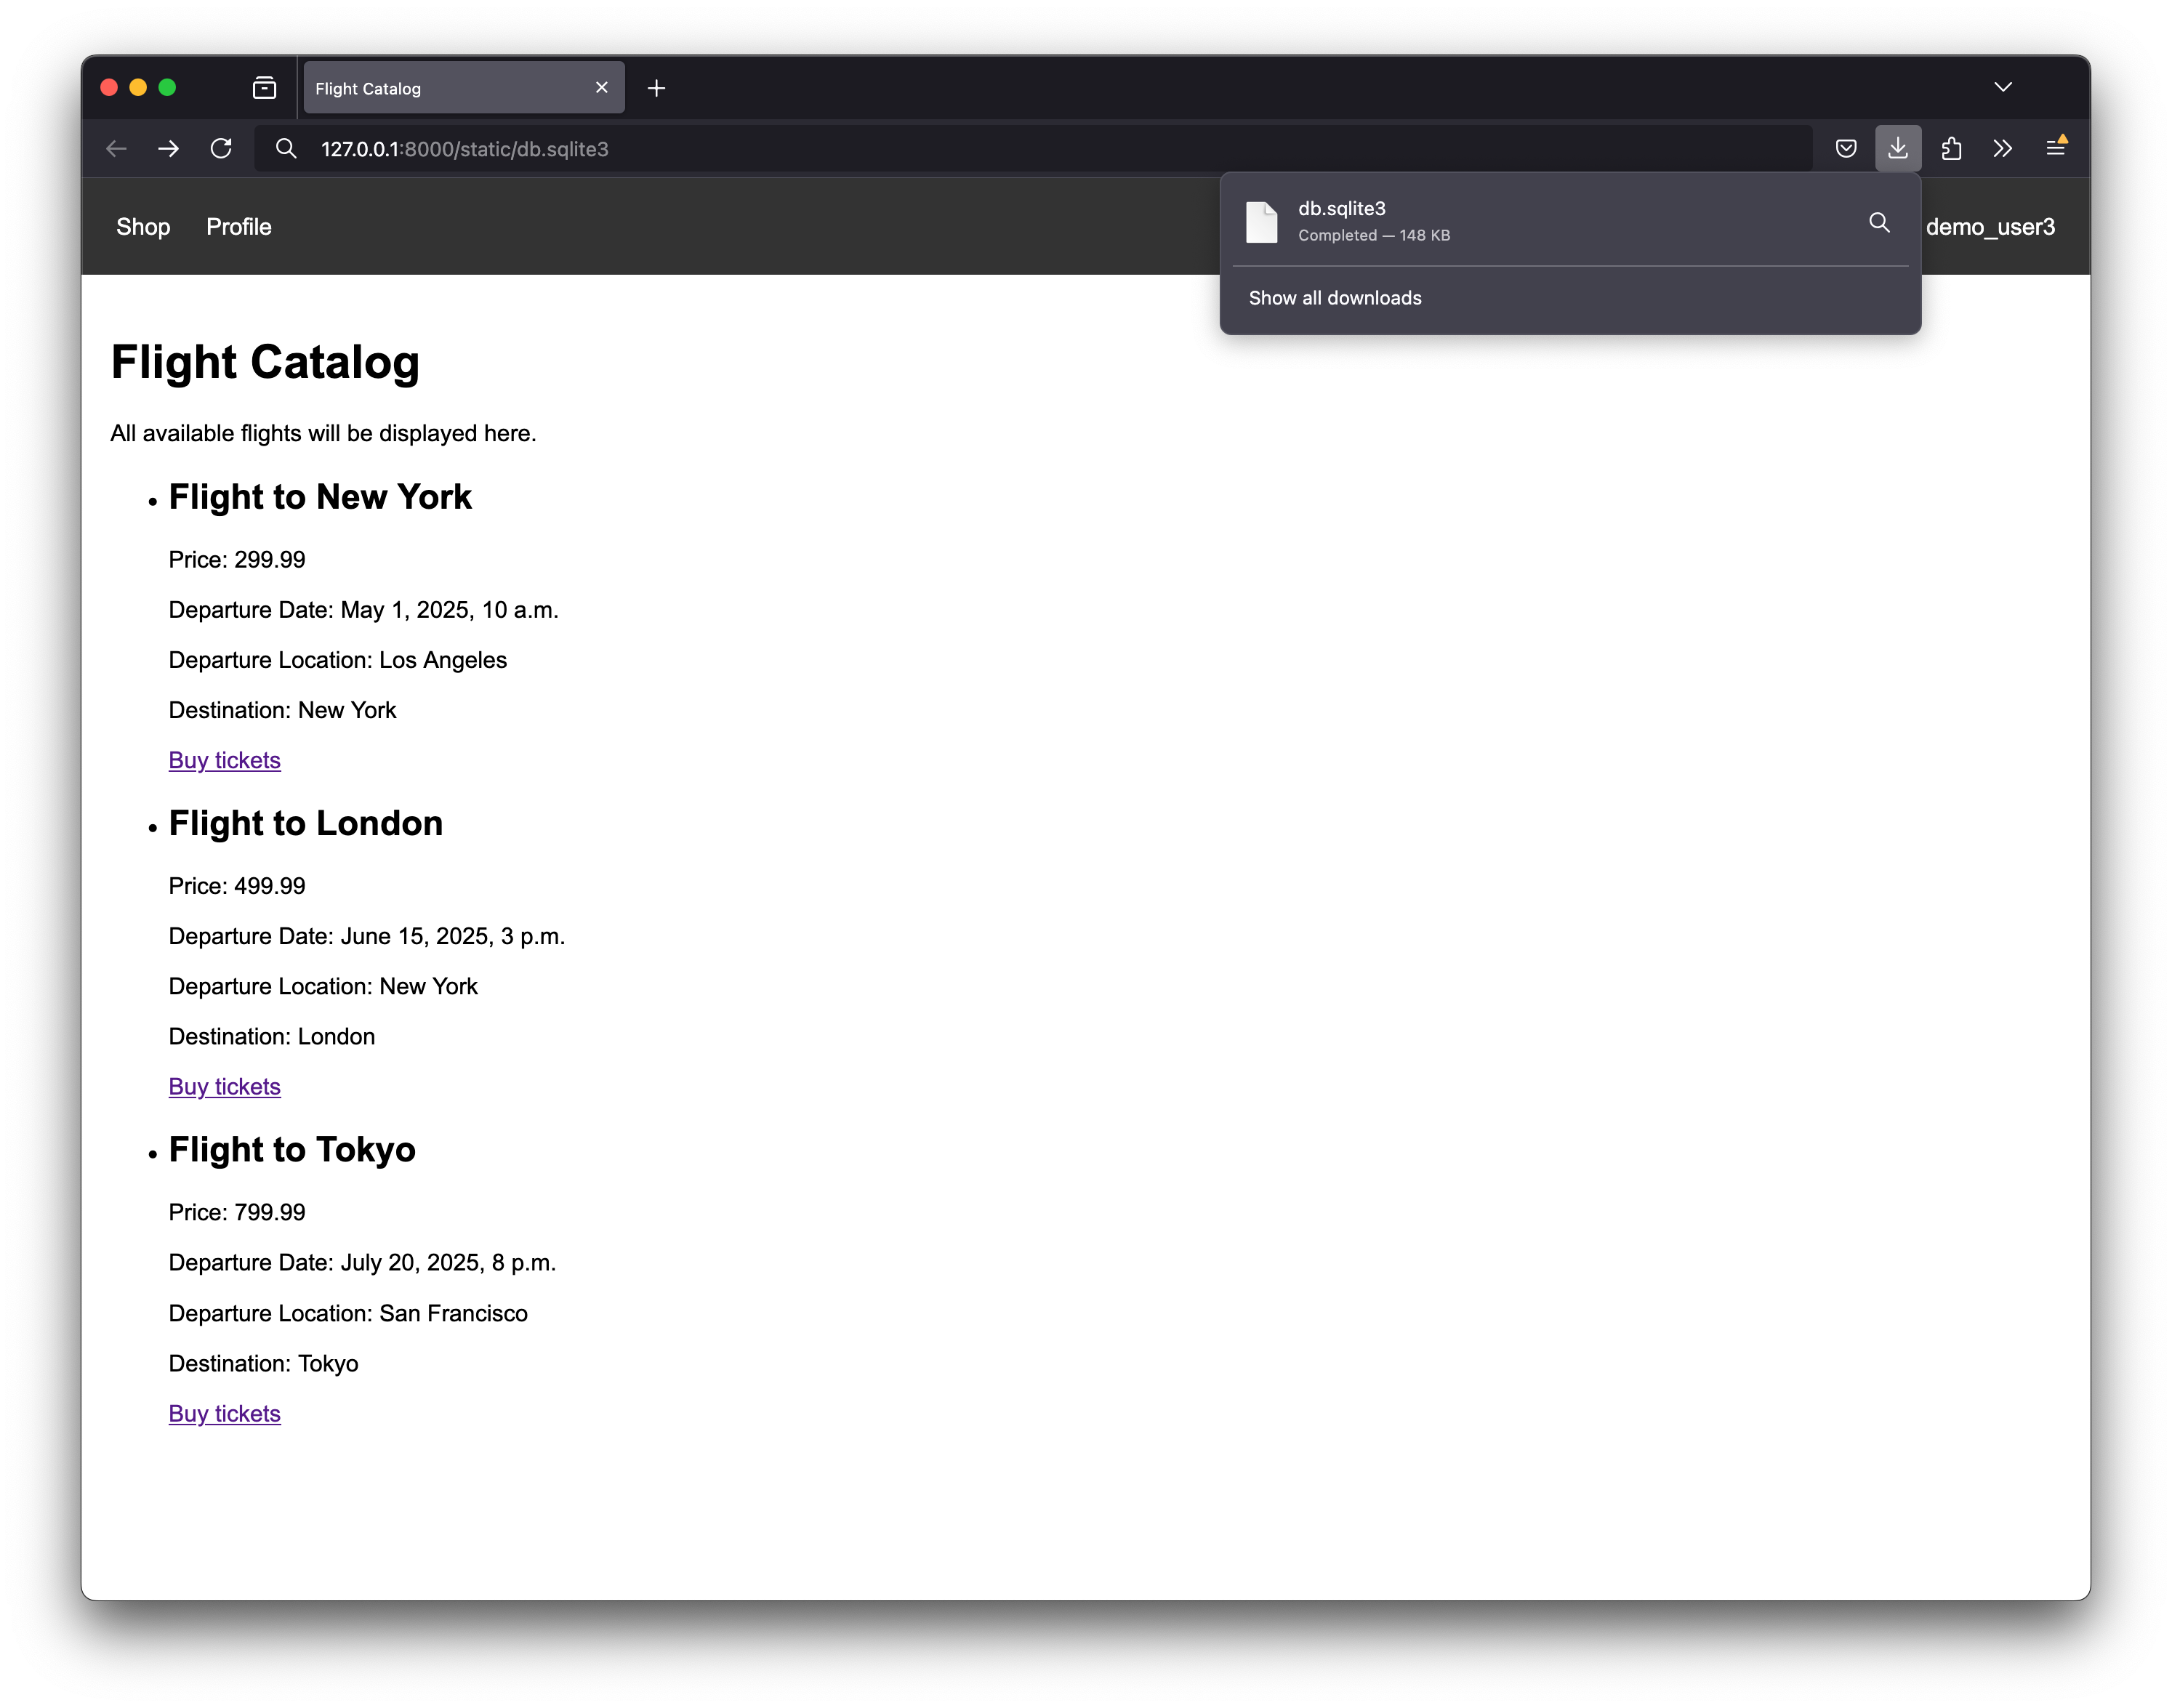 Flight Catalog
127.0.0.1:8000/static/db.sqlite3
Shop Profile
db.sqlite3
Completed — 148 KB
demo_user3
Show all downloads
Flight Catalog
All available flights will be displayed here.
• Flight to New York
Price: 299.99
Departure Date: May 1, 2025, 10 a.m.
Departure Location: Los Angeles
Destination: New York
Buy tickets
• Flight to London
Price: 499.99
Departure Date: June 15, 2025, 3 p.m.
Departure Location: New York
Destination: London
Buy tickets
• Flight to Tokyo
Price: 799.99
Departure Date: July 20, 2025, 8 p.m.
Departure Location: San Francisco
Destination: Tokyo
Buy tickets